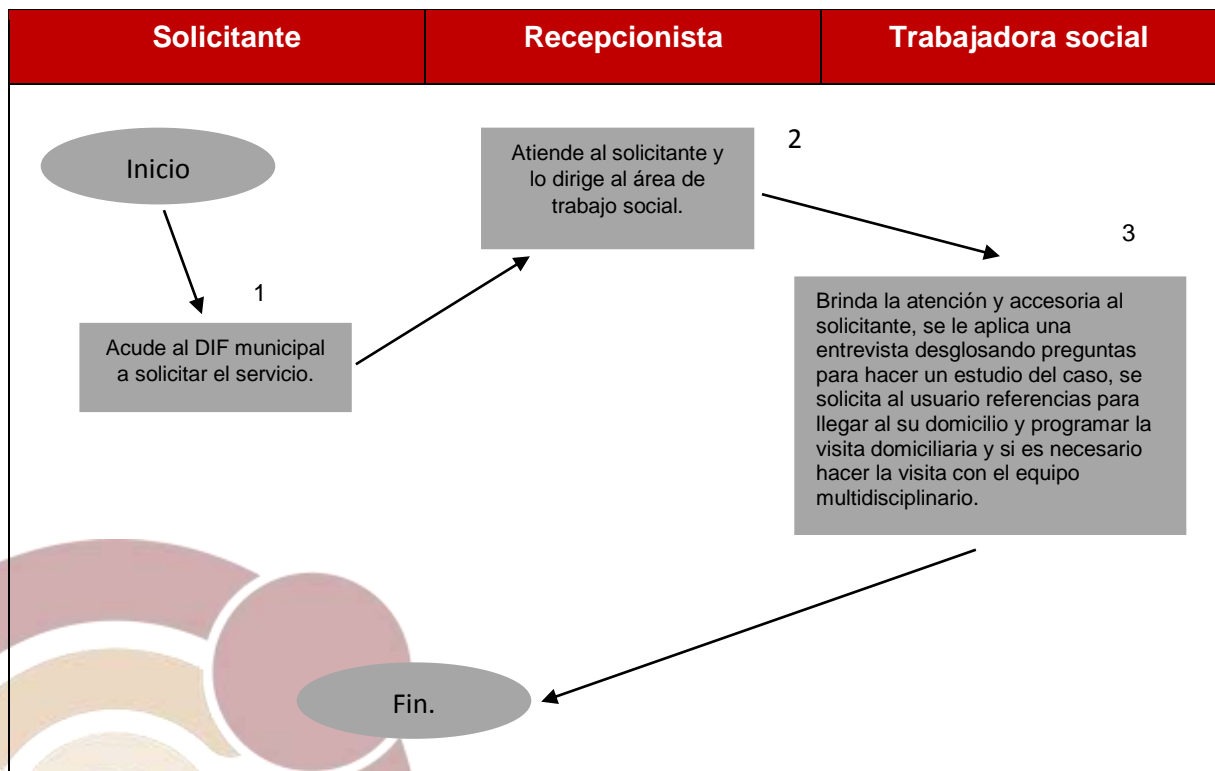 Solicitante
Recepcionista
Trabajadora social
Inicio
1
Acude al DIF municipal
a solicitar el servicio.
2
Atiende al solicitante y
lo dirige al área de
trabajo social.
3
Brinda la atención y accesoria al
solicitante, se le aplica una
entrevista desglosando preguntas
para hacer un estudio del caso, se
solicita al usuario referencias para
llegar al su domicilio y programar la
visita domiciliaria y si es necesario
hacer la visita con el equipo
multidisciplinario.
Fin.